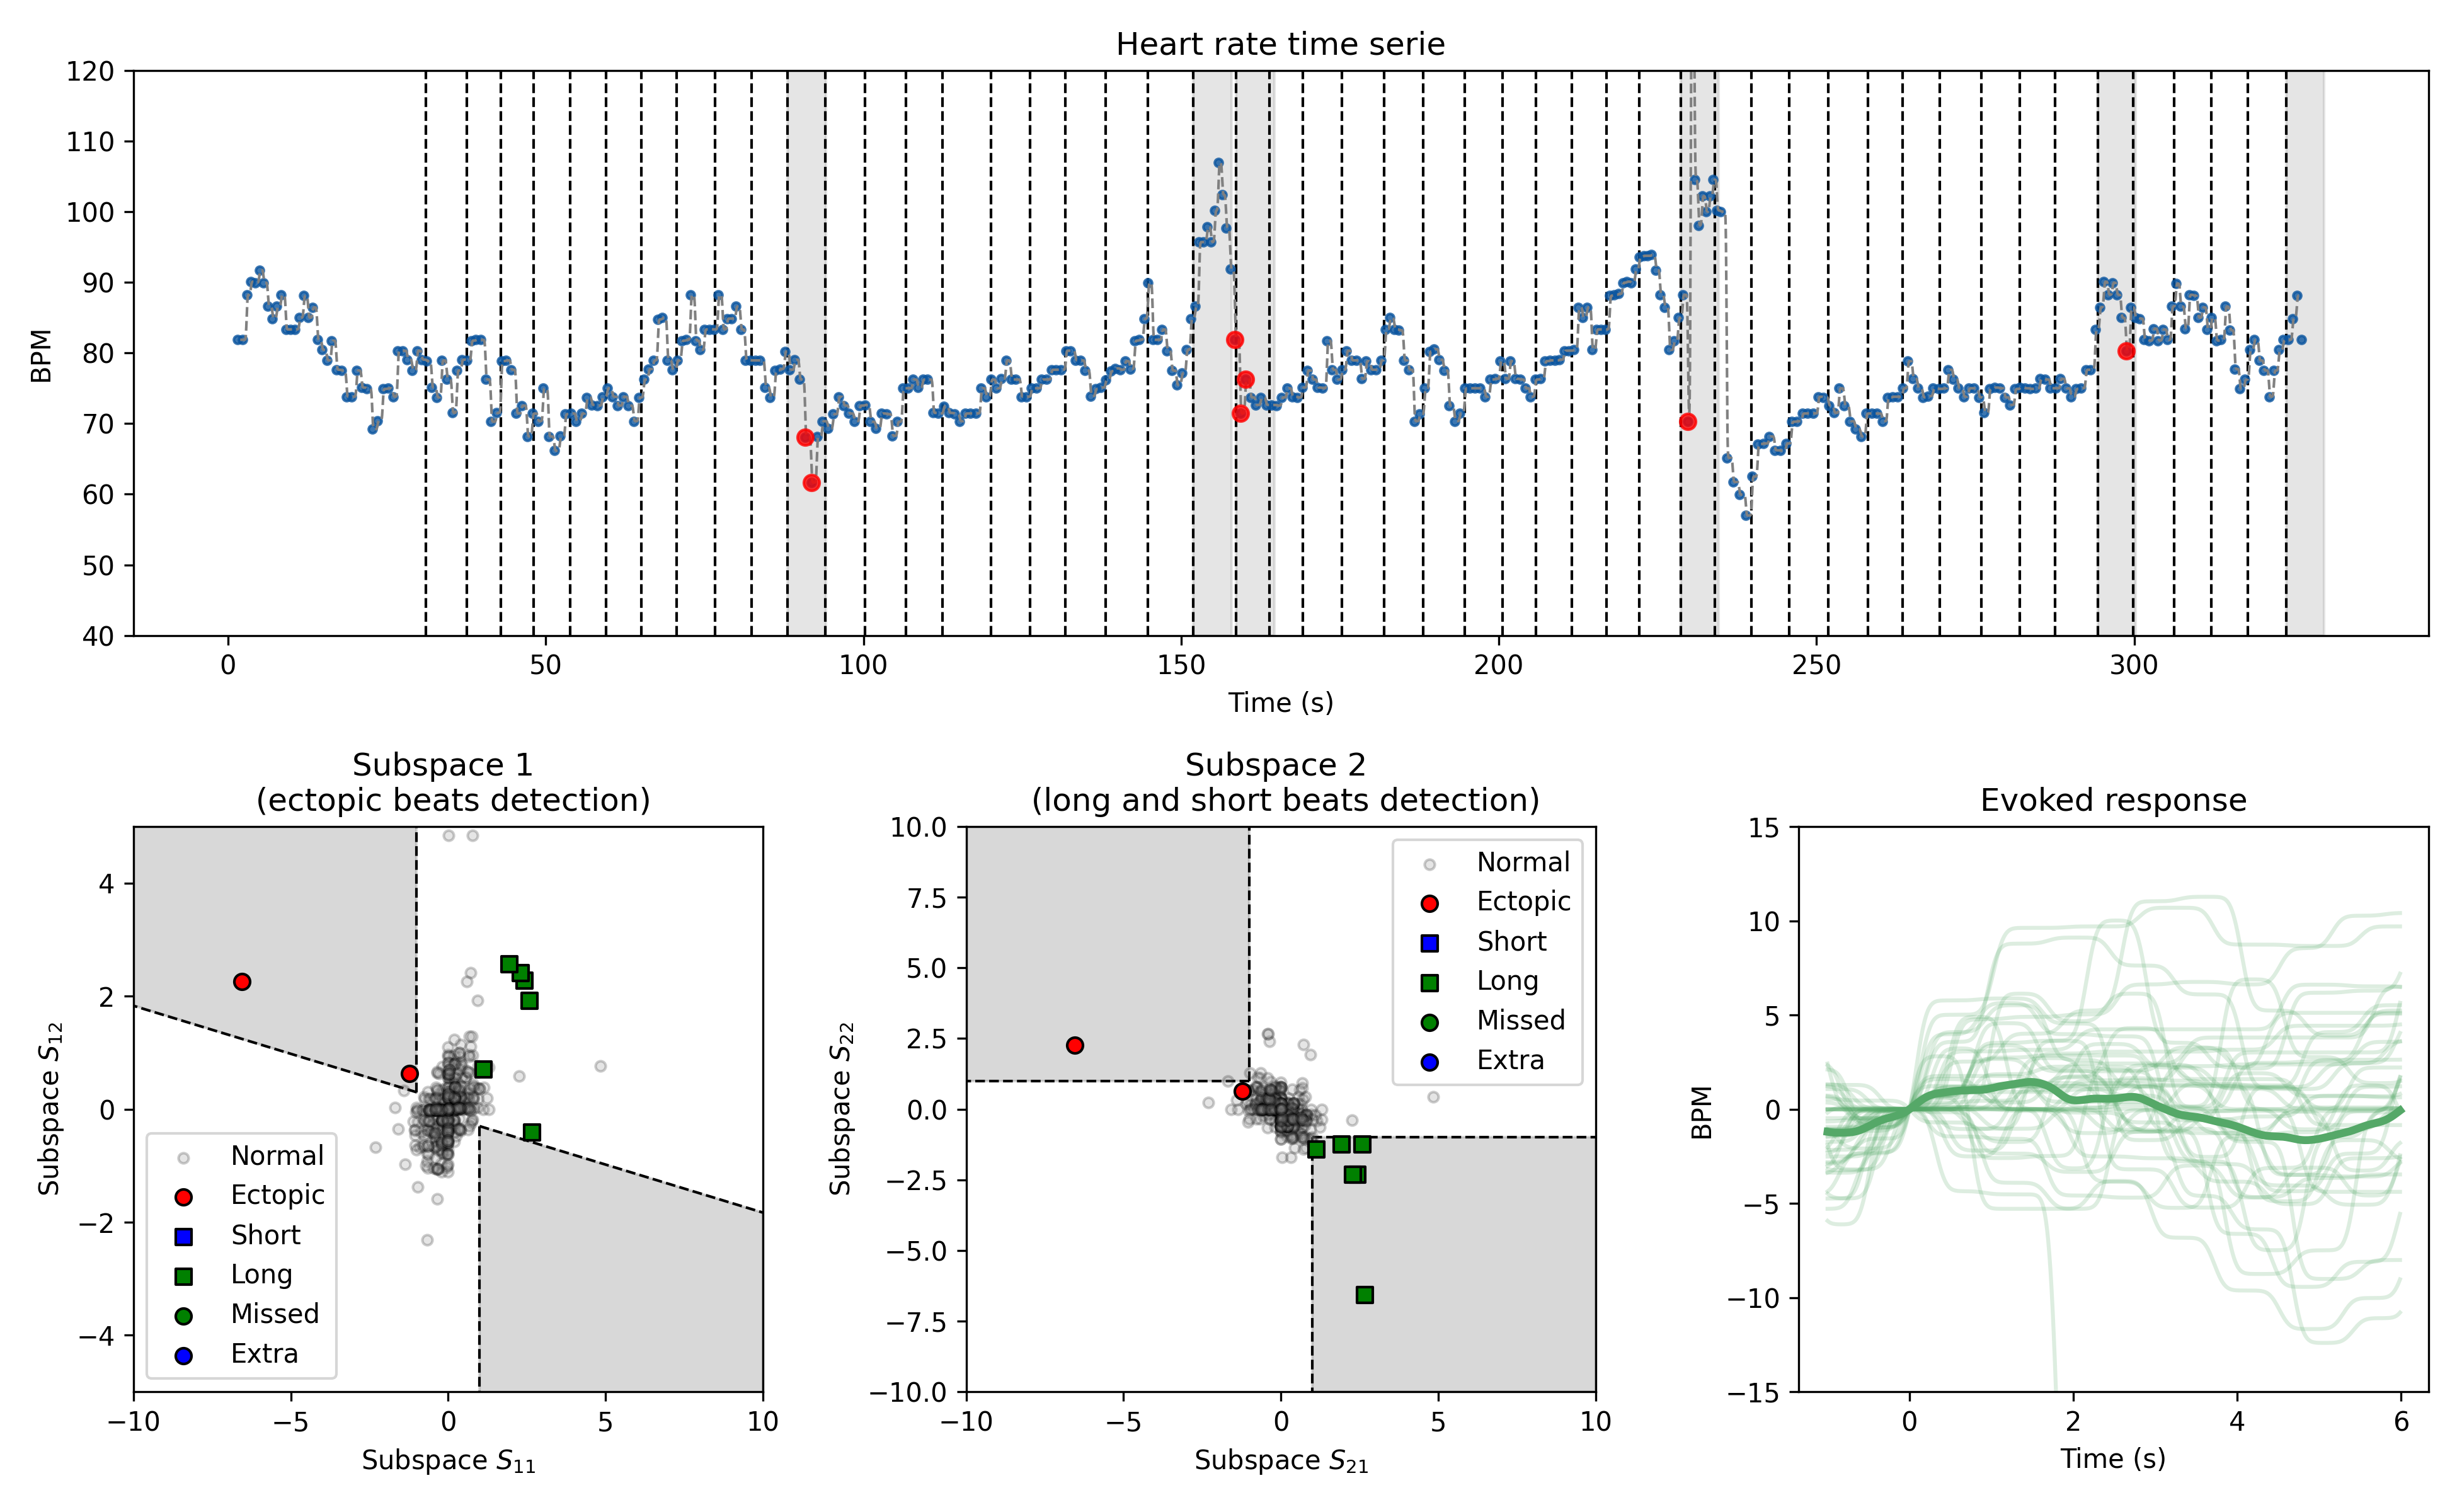 Heart rate time serie
120
110
100
90
80
70
60
50
40
BPM
0 50 100 150 200 250 300
Time (s)
Subspace 1
(ectopic beats detection)
4
2
0
−2
−4
Subspace S12
Normal
Ectopic
Short
Long
Missed
Extra
−10 −5 0 5 10
Subspace S11
Subspace 2
(long and short beats detection)
10.0
7.5
5.0
2.5
0.0
−2.5
−5.0
−7.5
−10.0
Subspace S22
Normal
Ectopic
Short
Long
Missed
Extra
−10 −5 0 5 10
Subspace S21
Evoked response
15
10
5
0
−5
−10
−15
BPM
0 2 4 6
Time (s)